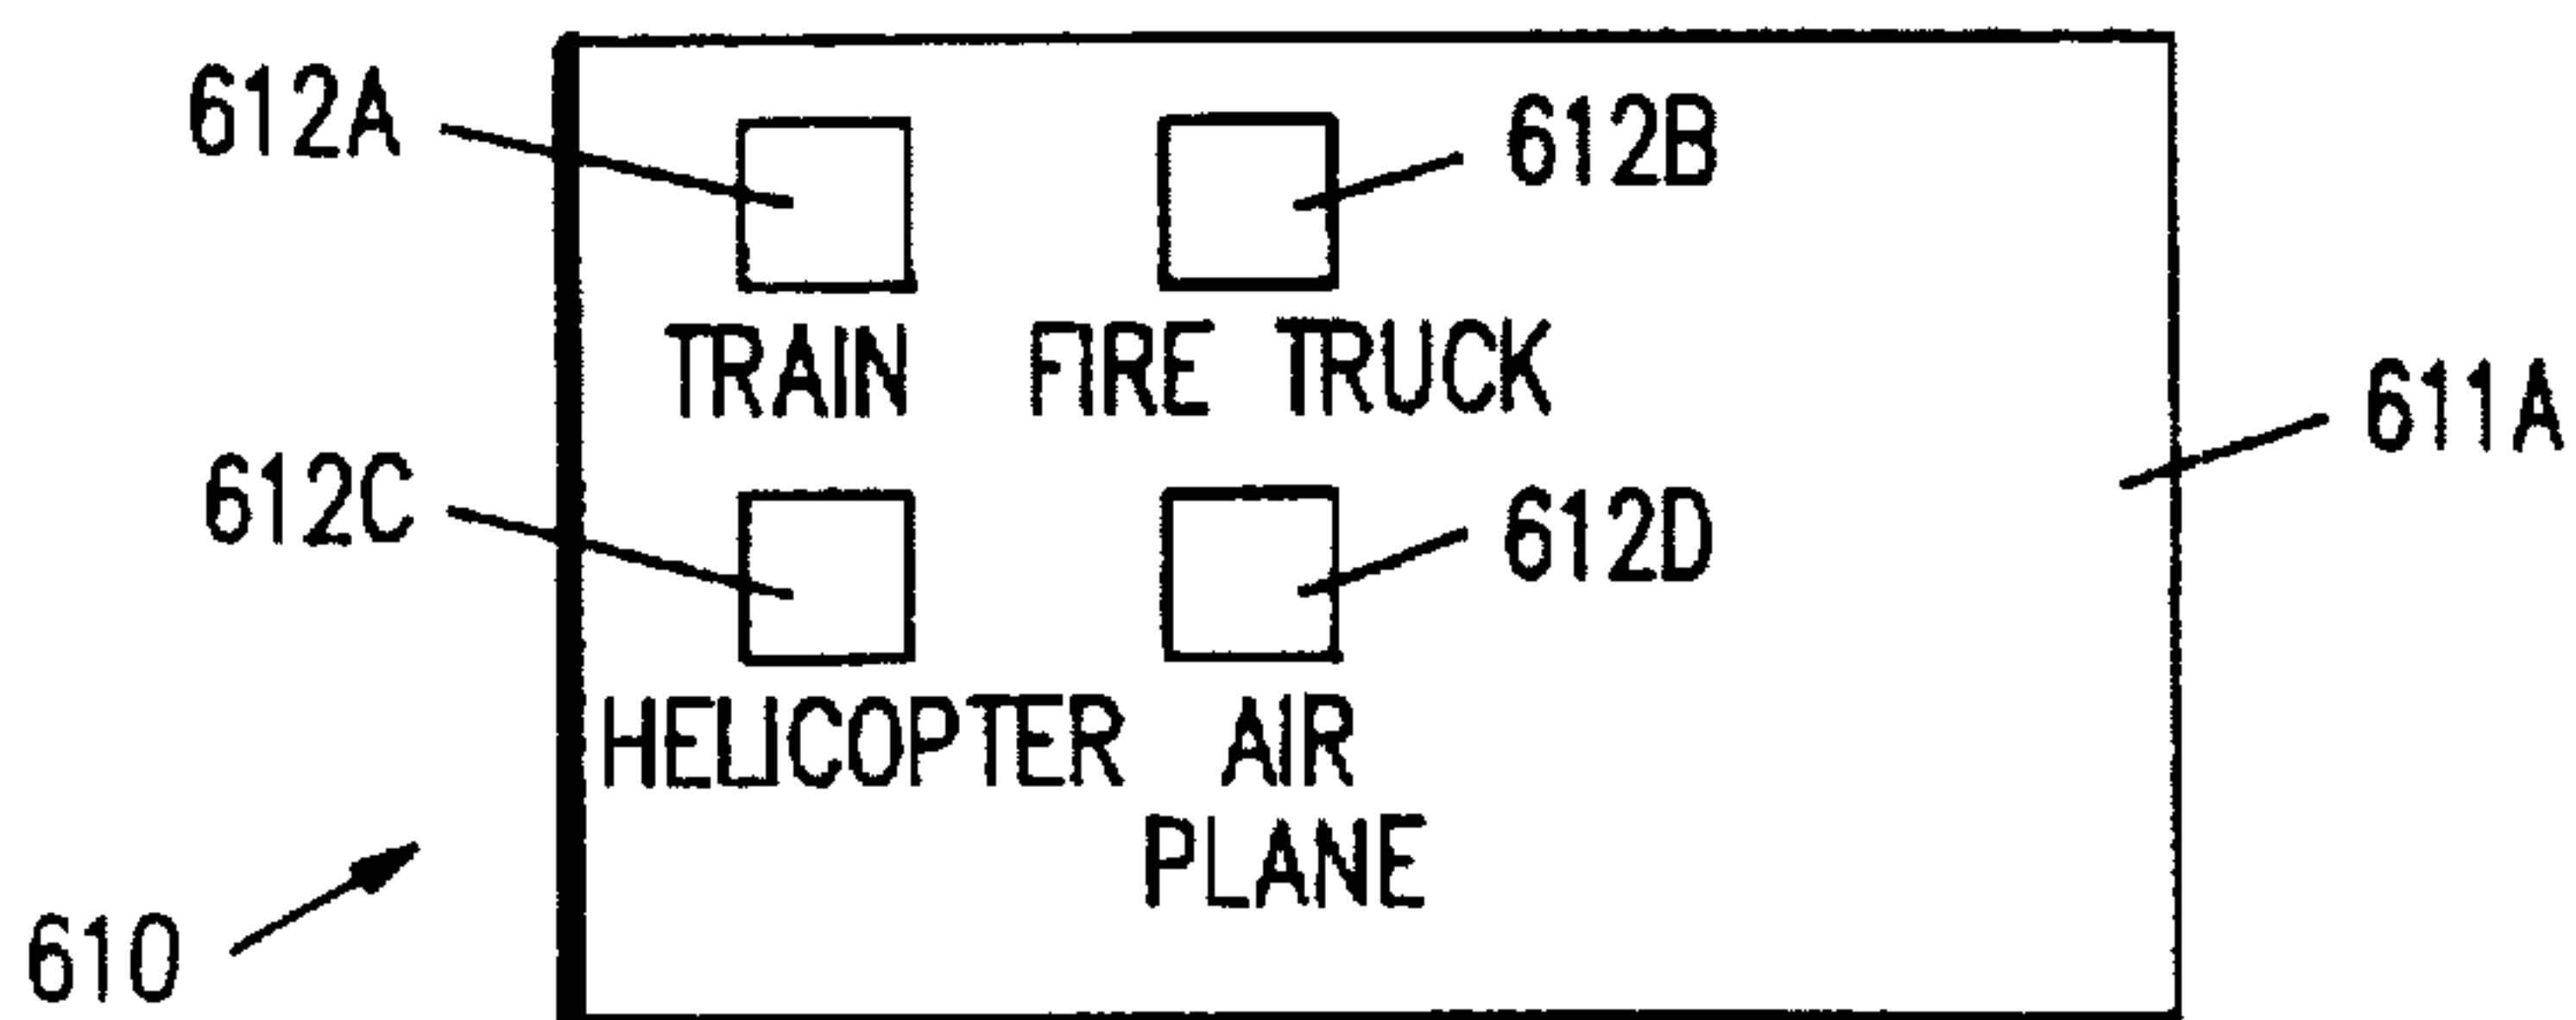 612A
612B
TRAIN FIRE TRUCK
611A
612C
612D
HELICOPTER AIR
PLANE
610